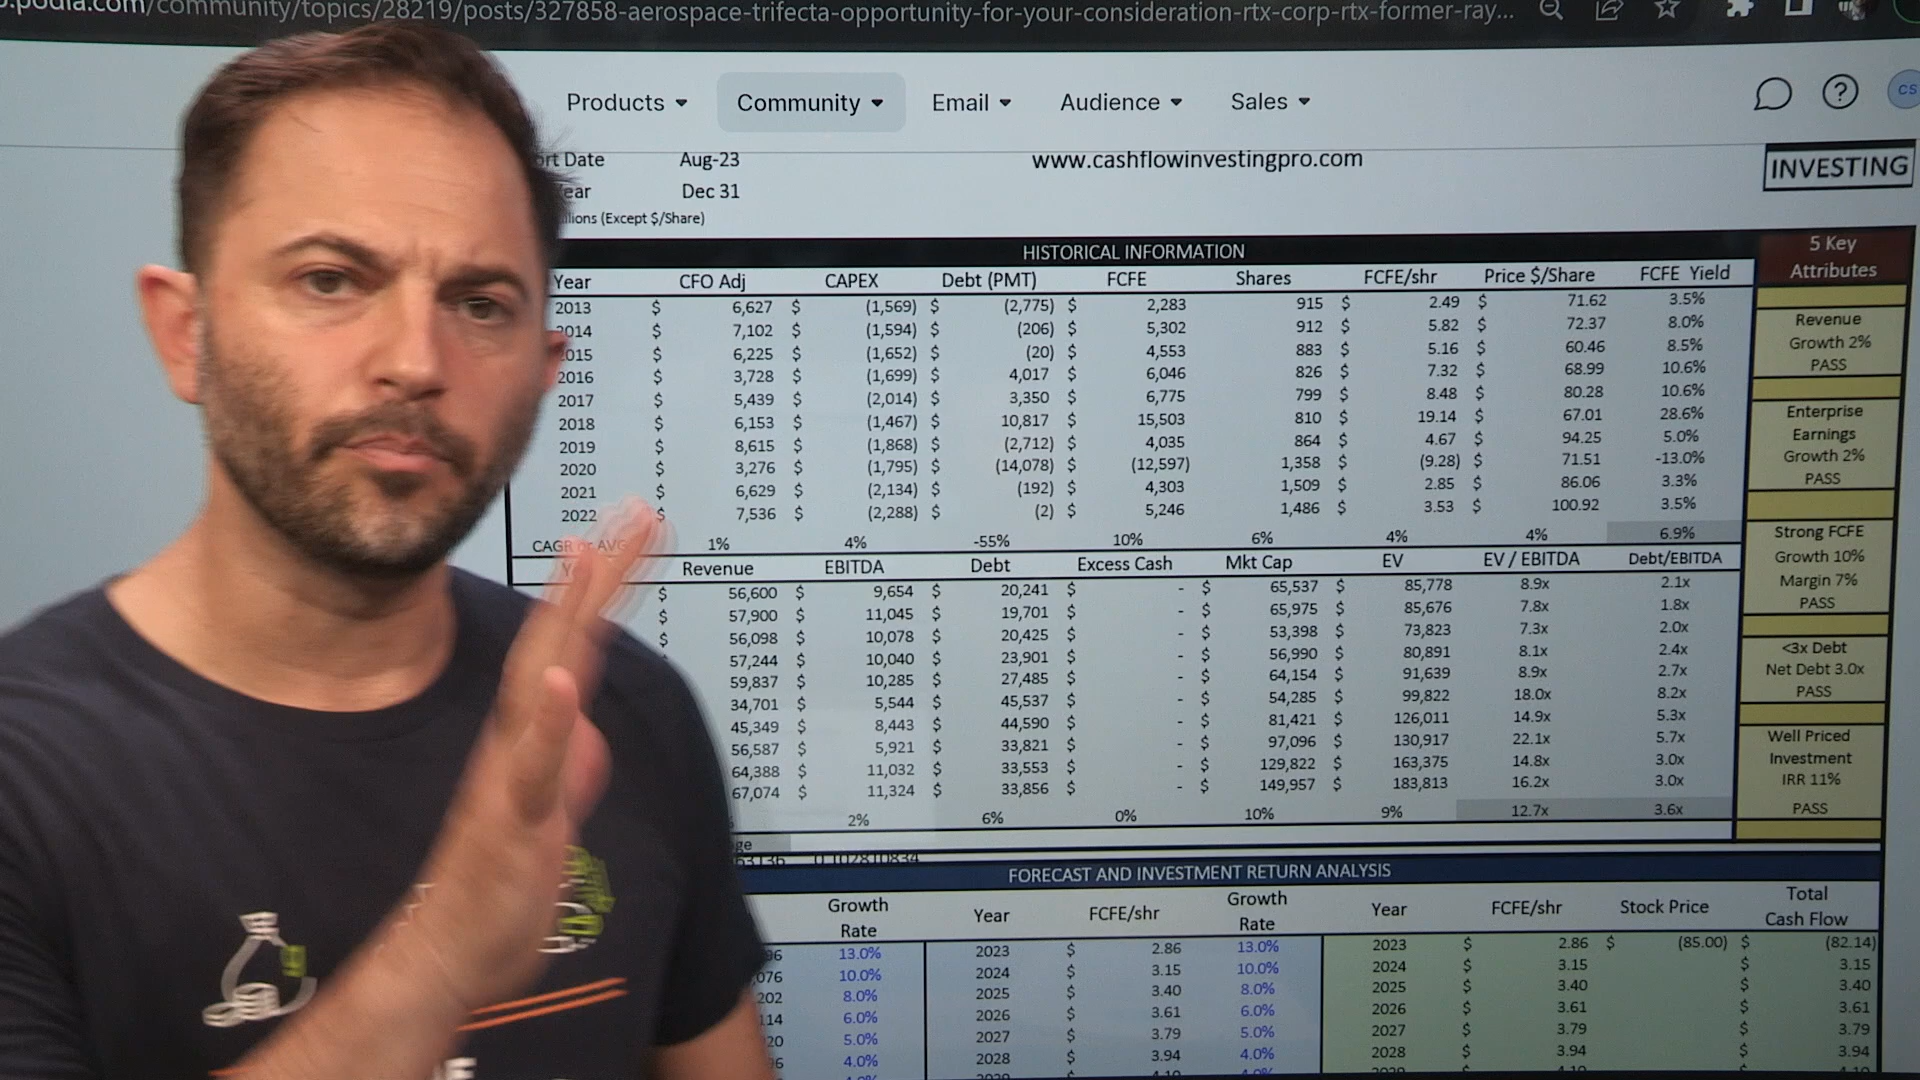 .podia.com/community/topics/28219/posts/327858-aerospace-trifecta-opportunity-for-your-consideration-rtx-corp-rtx-former-ray...
Products Community Email Audience Sales ? CS
ort Date Aug-23 www.cashflowinvestingpro.com INVESTING
ear Dec 31
llions (Except $/Share)
HISTORICAL INFORMATION
Year CFO Adj CAPEX Debt (PMT) FCFE Shares FCFE/shr Price $/Share FCFE Yield
2013 $ 6,627 $ (1,569) $ (2,775) $ 2,283 915 $ 2.49 $ 71.62 3.5%
2014 $ 7,102 $ (1,594) $ (206) $ 5,302 912 $ 5.82 $ 72.37 8.0%
2015 $ 6,225 $ (1,652) $ (20) $ 4,553 883 $ 5.16 $ 60.46 8.5%
2016 $ 3,728 $ (1,699) $ 4,017 $ 6,046 826 $ 7.32 $ 68.99 10.6%
2017 $ 5,439 $ (2,014) $ 3,350 $ 6,775 799 $ 8.48 $ 80.28 10.6%
2018 $ 6,153 $ (1,467) $ 10,817 $ 15,503 810 $ 19.14 $ 67.01 28.6%
2019 $ 8,615 $ (1,868) $ (2,712) $ 4,035 864 $ 4.67 $ 94.25 5.0%
2020 $ 3,276 $ (1,795) $ (14,078) $ (12,597) 1,358 $ (9.28) $ 71.51 -13.0%
2021 $ 6,629 $ (2,134) $ (192) $ 4,303 1,509 $ 2.85 $ 86.06 3.3%
2022 $ 7,536 $ (2,288) $ (2) $ 5,246 1,486 $ 3.53 $ 100.92 3.5%
CAGR or AVG 1% 4% -55% 10% 6% 4% 4% 6.9%
Revenue EBITDA Debt Excess Cash Mkt Cap EV EV / EBITDA Debt/EBITDA
$ 56,600 $ 9,654 $ 20,241 $ - $ 65,537 $ 85,778 8.9x 2.1x
$ 57,900 $ 11,045 $ 19,701 $ - $ 65,975 $ 85,676 7.8x 1.8x
$ 56,098 $ 10,078 $ 20,425 $ - $ 53,398 $ 73,823 7.3x 2.0x
57,244 $ 10,040 $ 23,901 $ - $ 56,990 $ 80,891 8.1x 2.4x
59,837 $ 10,285 $ 27,485 $ - $ 64,154 $ 91,639 8.9x 2.7x
34,701 $ 5,544 $ 45,537 $ - $ 54,285 $ 99,822 18.0x 8.2x
45,349 $ 8,443 $ 44,590 $ - $ 81,421 $ 126,011 14.9x 5.3x
56,587 $ 5,921 $ 33,821 $ - $ 97,096 $ 130,917 22.1x 5.7x
64,388 $ 11,032 $ 33,553 $ - $ 129,822 $ 163,375 14.8x 3.0x
67,074 $ 11,324 $ 33,856 $ - $ 149,957 $ 183,813 16.2x 3.0x
2% 6% 0% 10% 9% 12.7x 3.6x
5 Key
Attributes
Revenue
Growth 2%
PASS
Enterprise
Earnings
Growth 2%
PASS
Strong FCFE
Growth 10%
Margin 7%
PASS
<3x Debt
Net Debt 3.0x
PASS
Well Priced
Investment
IRR 11%
PASS
ge
63136 0.102810834
FORECAST AND INVESTMENT RETURN ANALYSIS
Growth Rate Year FCFE/shr Growth Rate Year FCFE/shr Stock Price Total Cash Flow
96 13.0% 2023 $ 2.86 13.0% 2023 $ 2.86 $ (85.00) $ (82.14)
076 10.0% 2024 $ 3.15 10.0% 2024 $ 3.15 $ 3.15
202 8.0% 2025 $ 3.40 8.0% 2025 $ 3.40 $ 3.40
114 6.0% 2026 $ 3.61 6.0% 2026 $ 3.61 $ 3.61
20 5.0% 2027 $ 3.79 5.0% 2027 $ 3.79 $ 3.79
96 4.0% 2028 $ 3.94 4.0% 2028 $ 3.94 $ 3.94